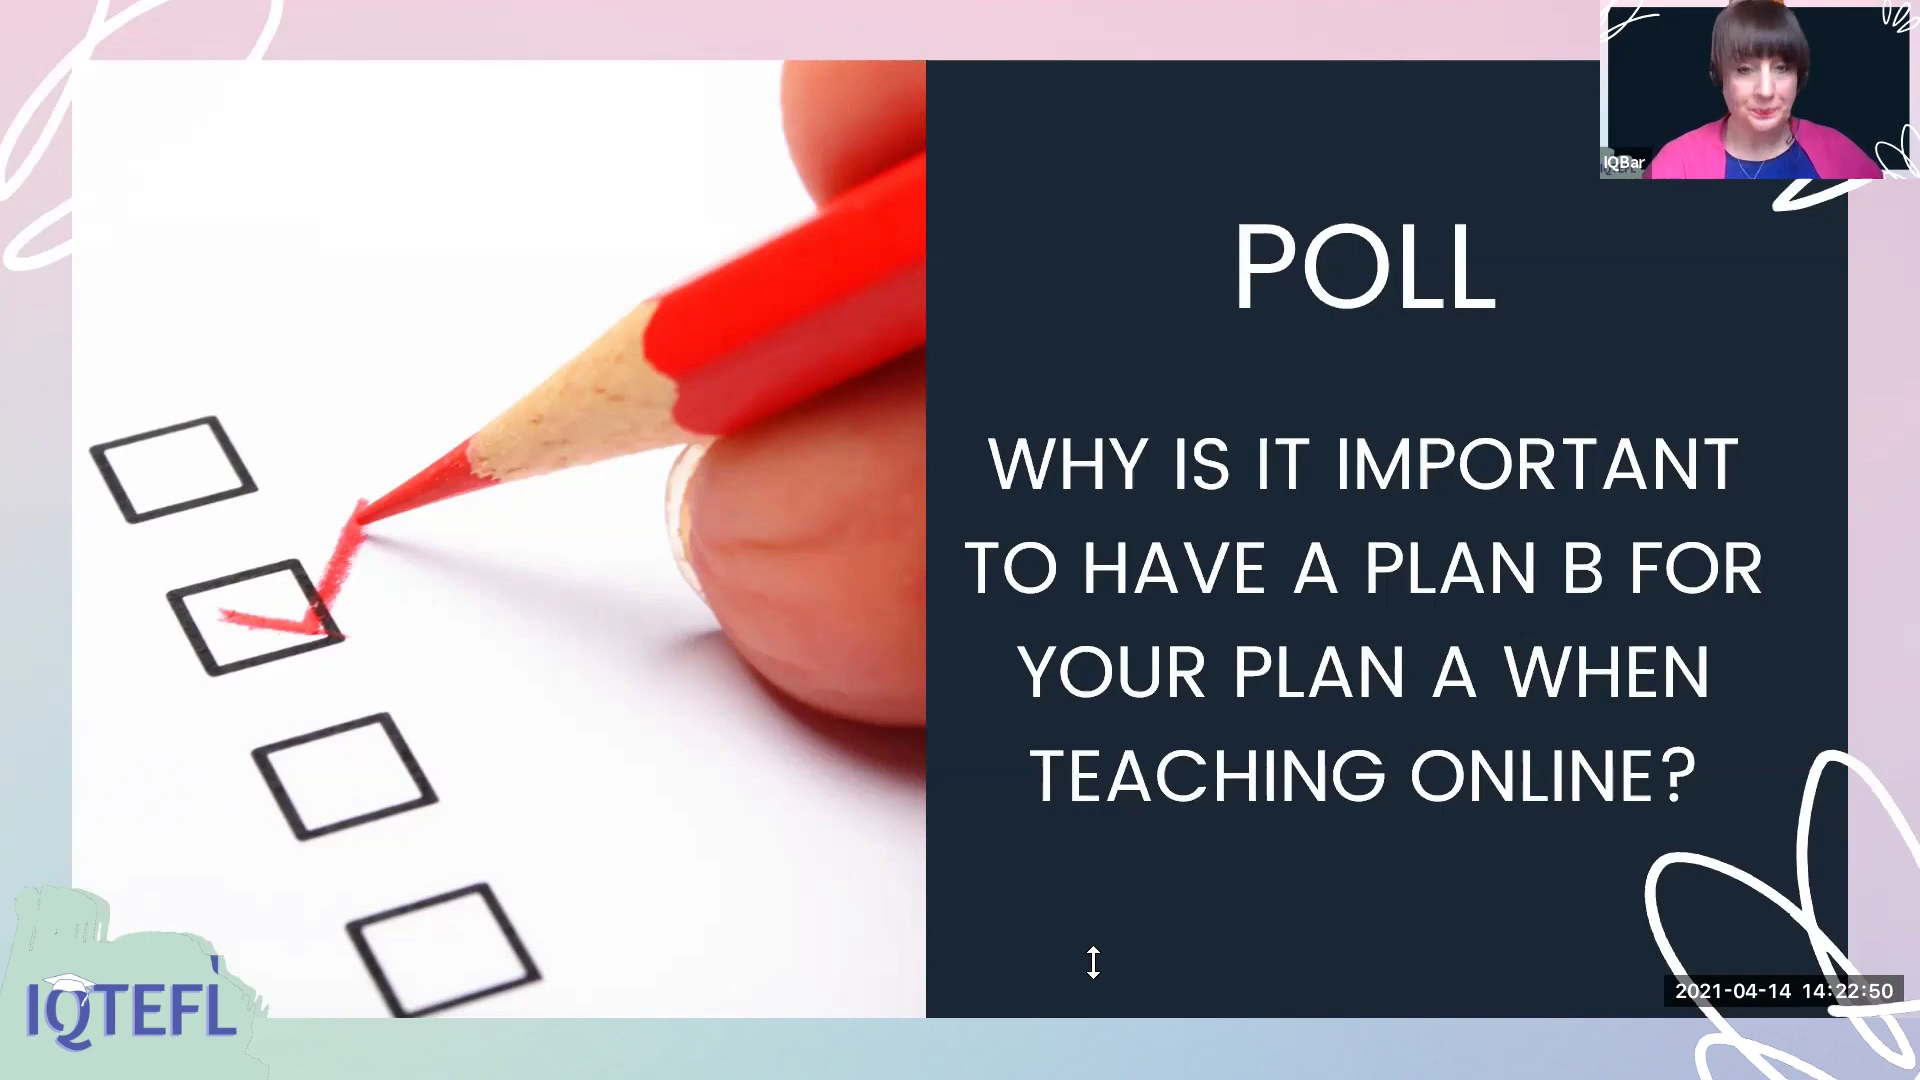 IQBar
POLL
WHY IS IT IMPORTANT
TO HAVE A PLAN B FOR
YOUR PLAN A WHEN
TEACHING ONLINE?
IQTEFL
2021-04-14 14:22:50